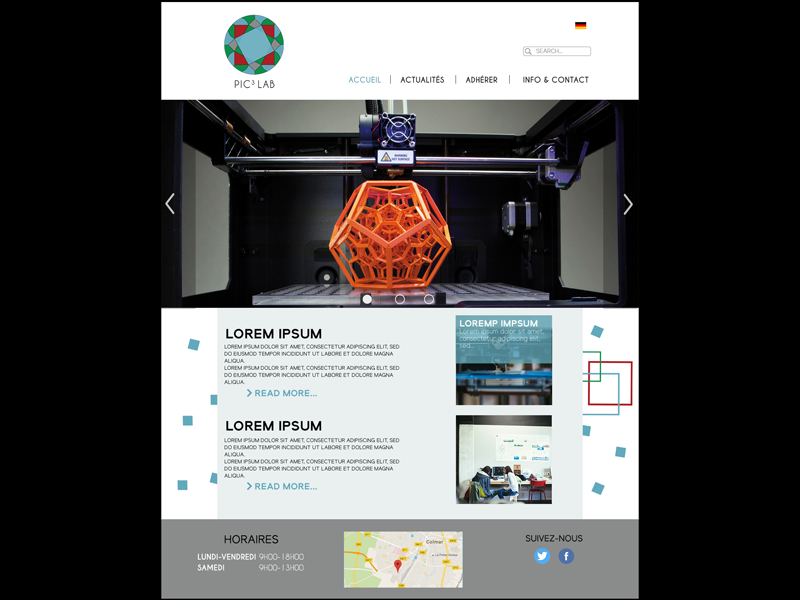 PIC³ LAB
SEARCH...
ACCUEIL
ACTUALITÉS
ADHÉRER
INFO & CONTACT
WARNING
HOT SURFACE
LOREM IPSUM
LOREM IPSUM DOLOR SIT AMET, CONSECTETUR ADIPISCING ELIT, SED
DO EIUSMOD TEMPOR INCIDIDUNT UT LABORE ET DOLORE MAGNA
ALIQUA.
LOREM IPSUM DOLOR SIT AMET, CONSECTETUR ADIPISCING ELIT, SED
DO EIUSMOD TEMPOR INCIDIDUNT UT LABORE ET DOLORE MAGNA
ALIQUA.
READ MORE...
LOREMP IMPSUM
Lorem ipsum dolor sit amet,
consectetur adipiscing elit,
sed...
LOREM IPSUM
LOREM IPSUM DOLOR SIT AMET, CONSECTETUR ADIPISCING ELIT, SED
DO EIUSMOD TEMPOR INCIDIDUNT UT LABORE ET DOLORE MAGNA
ALIQUA.
LOREM IPSUM DOLOR SIT AMET, CONSECTETUR ADIPISCING ELIT, SED
DO EIUSMOD TEMPOR INCIDIDUNT UT LABORE ET DOLORE MAGNA
ALIQUA.
READ MORE...
HORAIRES
LUNDI-VENDREDI 9H00-18H00
SAMEDI 9H00-13H00
Colmar
SUIVEZ-NOUS